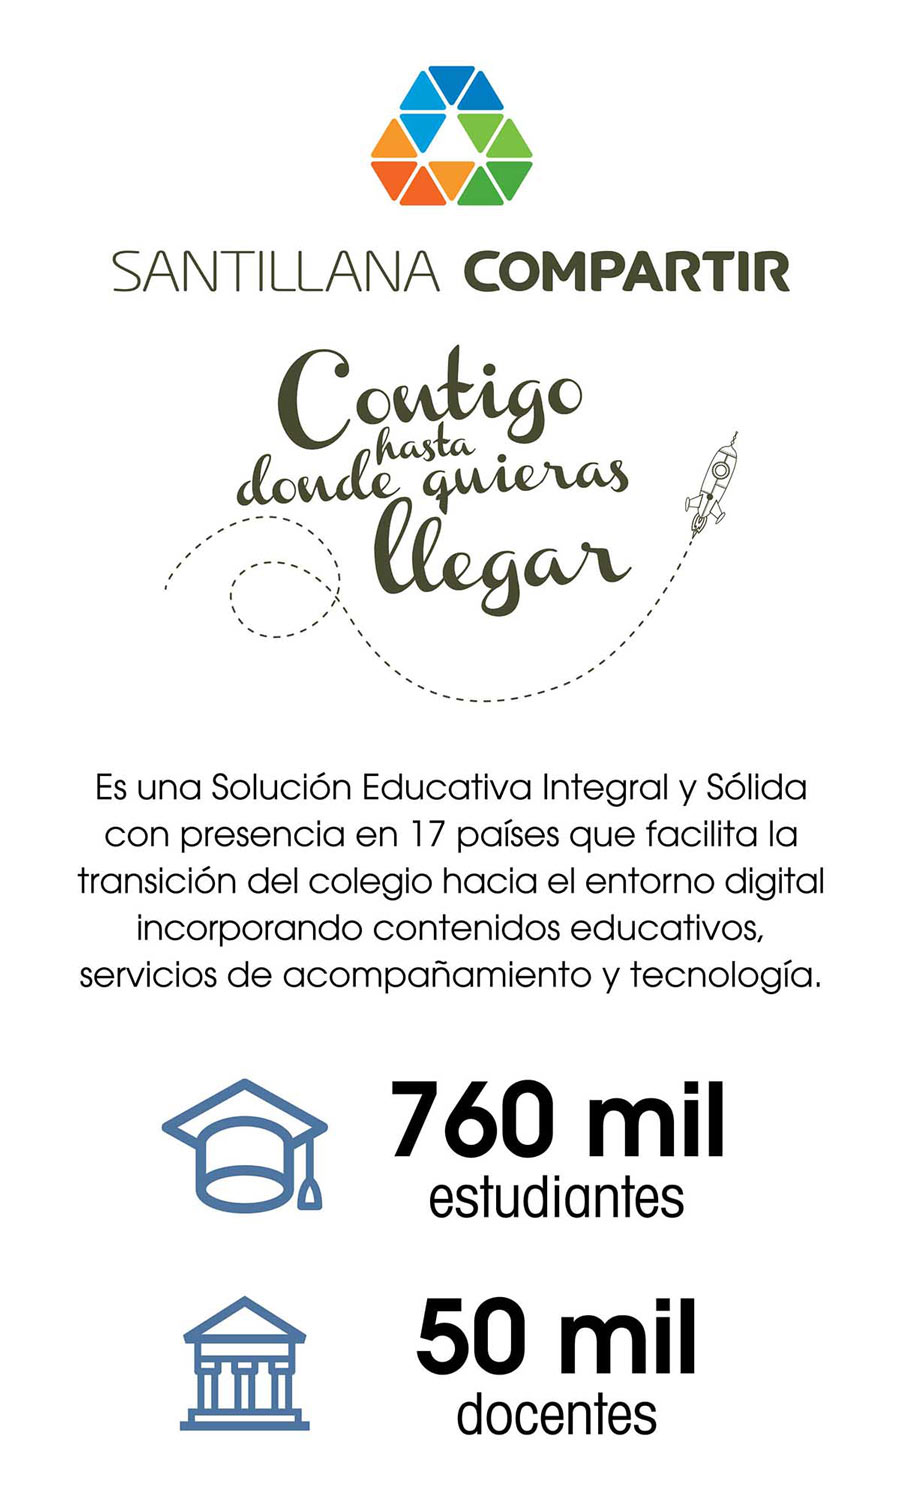 SANTILLANA COMPARTIR
Contigo
hasta
donde quieras
llegar
Es una Solución Educativa Integral y Sólida
con presencia en 17 países que facilita la
transición del colegio hacia el entorno digital
incorporando contenidos educativos,
servicios de acompañamiento y tecnología.
760 mil
estudiantes
50 mil
docentes